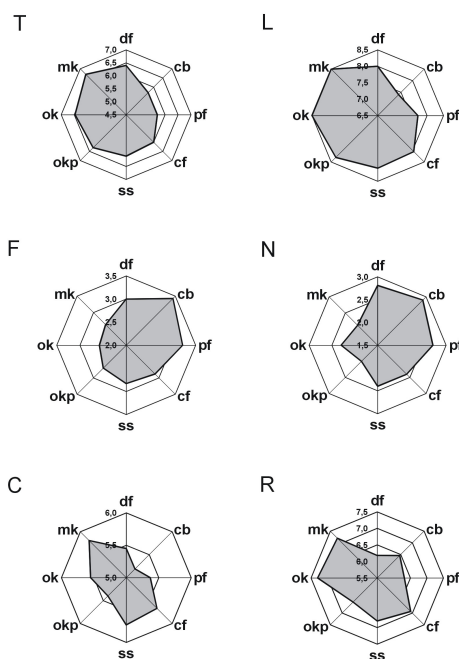 T
df
7,0
mk
6,5
cb
6,0
5,5
5,0
ok
4,5
pf
okp
cf
ss
L
df
8,5
mk
8,0
cb
7,5
7,0
ok
6,5
pf
okp
cf
ss
F
df
3,5
mk
3,0
cb
2,5
ok
2,0
pf
okp
cf
ss
N
df
3,0
mk
2,5
cb
2,0
ok
1,5
pf
okp
cf
ss
C
df
6,0
mk
cb
5,5
ok
5,0
pf
okp
cf
ss
R
df
7,5
mk
7,0
cb
6,5
6,0
ok
5,5
pf
okp
cf
ss